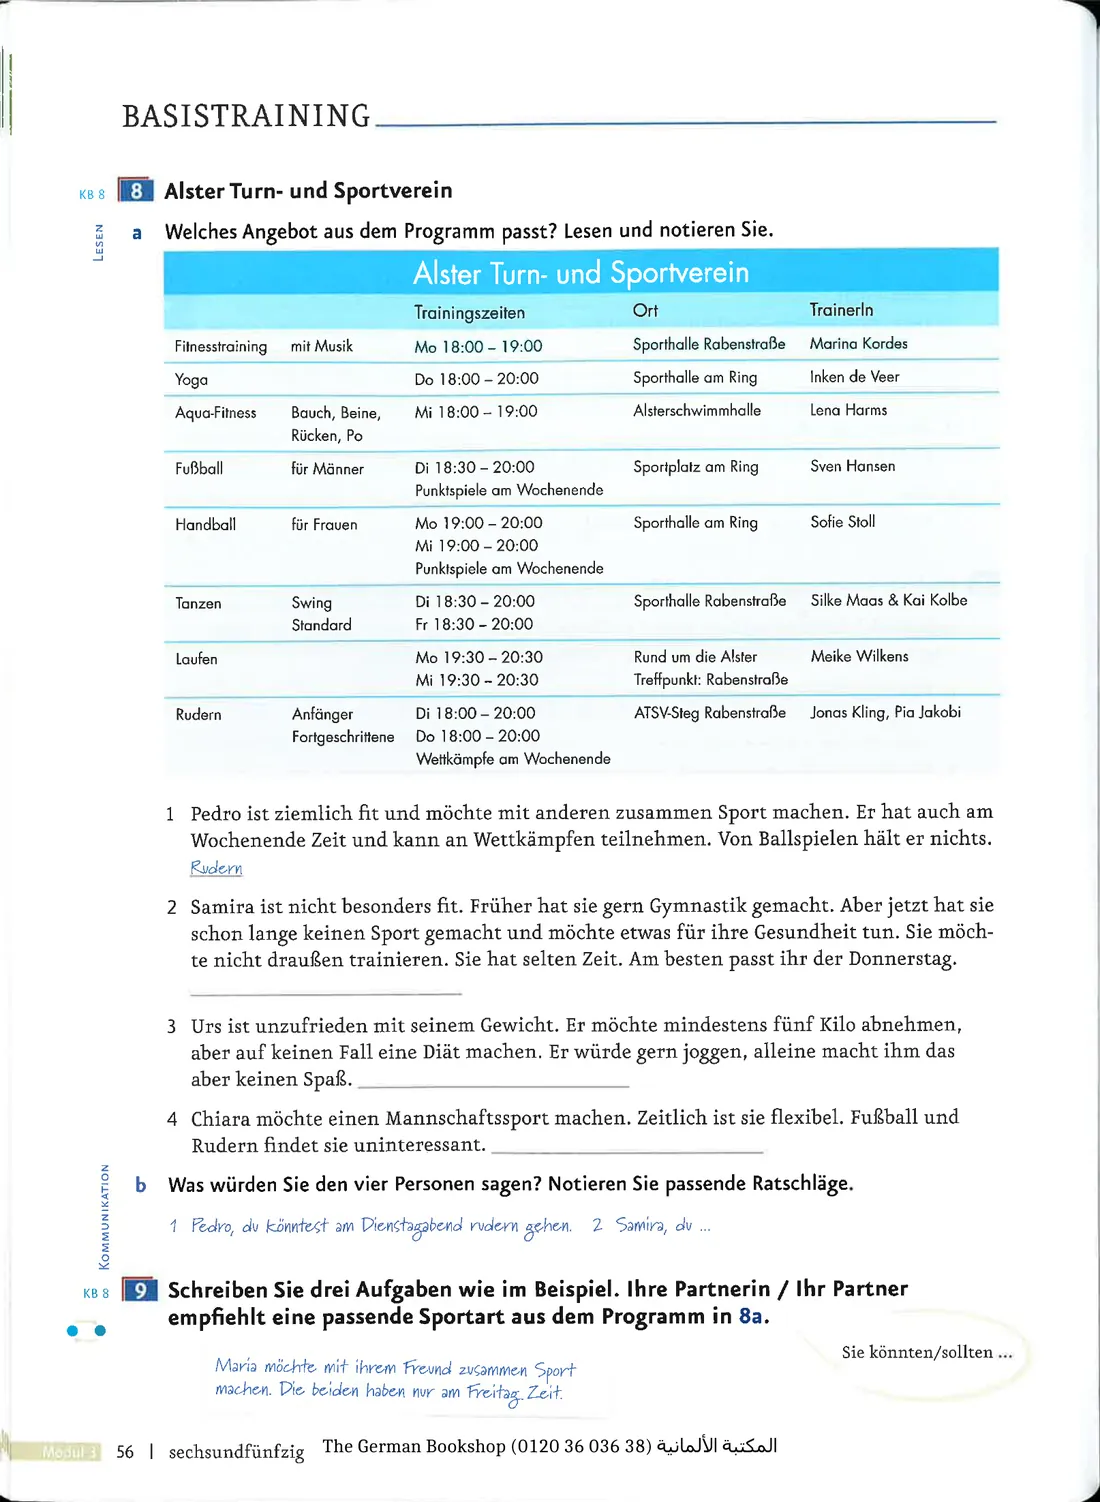 BASISTRAINING
KB 8 8 Alster Turn- und Sportverein
LESEN
a Welches Angebot aus dem Programm passt? Lesen und notieren Sie.
Alster Turn- und Sportverein
Trainingszeiten Ort TrainerIn
Fitnesstraining mit Musik Mo 18:00 – 19:00 Sporthalle Rabenstraße Marina Kordes
Yoga Do 18:00 – 20:00 Sporthalle am Ring Inken de Veer
Aqua-Fitness Bauch, Beine, Mi 18:00 – 19:00 Alsterschwimmhalle Lena Harms
Rücken, Po
Fußball für Männer Di 18:30 – 20:00 Sportplatz am Ring Sven Hansen
Punktspiele am Wochenende
Handball für Frauen Mo 19:00 – 20:00 Sporthalle am Ring Sofie Stoll
Mi 19:00 – 20:00
Punktspiele am Wochenende
Tanzen Swing Di 18:30 – 20:00 Sporthalle Rabenstraße Silke Maas & Kai Kolbe
Standard Fr 18:30 – 20:00
Laufen Mo 19:30 – 20:30 Rund um die Alster Meike Wilkens
Mi 19:30 – 20:30 Treffpunkt: Rabenstraße
Rudern Anfänger Di 18:00 – 20:00 ATSV-Steg Rabenstraße Jonas Kling, Pia Jakobi
Fortgeschrittene Do 18:00 – 20:00
Wettkämpfe am Wochenende
1 Pedro ist ziemlich fit und möchte mit anderen zusammen Sport machen. Er hat auch am
Wochenende Zeit und kann an Wettkämpfen teilnehmen. Von Ballspielen hält er nichts.
Rudern
2 Samira ist nicht besonders fit. Früher hat sie gern Gymnastik gemacht. Aber jetzt hat sie
schon lange keinen Sport gemacht und möchte etwas für ihre Gesundheit tun. Sie möch-
te nicht draußen trainieren. Sie hat selten Zeit. Am besten passt ihr der Donnerstag.
3 Urs ist unzufrieden mit seinem Gewicht. Er möchte mindestens fünf Kilo abnehmen,
aber auf keinen Fall eine Diät machen. Er würde gern joggen, alleine macht ihm das
aber keinen Spaß.
4 Chiara möchte einen Mannschaftssport machen. Zeitlich ist sie flexibel. Fußball und
Rudern findet sie uninteressant.
KOMMUNIKATION
b Was würden Sie den vier Personen sagen? Notieren Sie passende Ratschläge.
1 Pedro, du könntest am Dienstagabend rudern gehen. 2 Samira, du ...
KB 8 9 Schreiben Sie drei Aufgaben wie im Beispiel. Ihre Partnerin / Ihr Partner
empfiehlt eine passende Sportart aus dem Programm in 8a.
Sie könnten/sollten ...
Maria möchte mit ihrem Freund zusammen Sport
machen. Die beiden haben nur am Freitag Zeit.
Modul 3 56 | sechsundfünfzig The German Bookshop (0120 36 036 38) المكتبة الألمانية